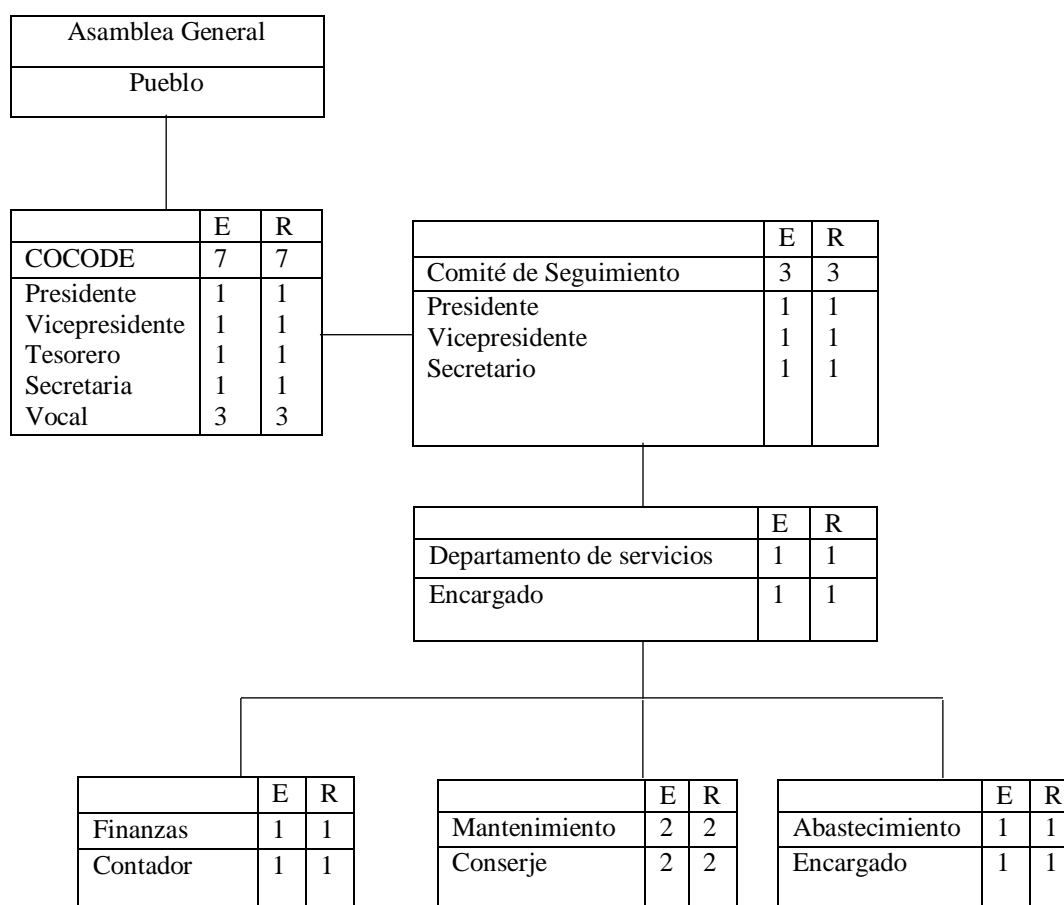 Asamblea General
Pueblo
E R
COCODE 7 7
Presidente 1 1
Vicepresidente 1 1
Tesorero 1 1
Secretaria 1 1
Vocal 3 3
E R
Comité de Seguimiento 3 3
Presidente 1 1
Vicepresidente 1 1
Secretario 1 1
E R
Departamento de servicios 1 1
Encargado 1 1
E R
Finanzas 1 1
Contador 1 1
E R
Mantenimiento 2 2
Conserje 2 2
E R
Abastecimiento 1 1
Encargado 1 1